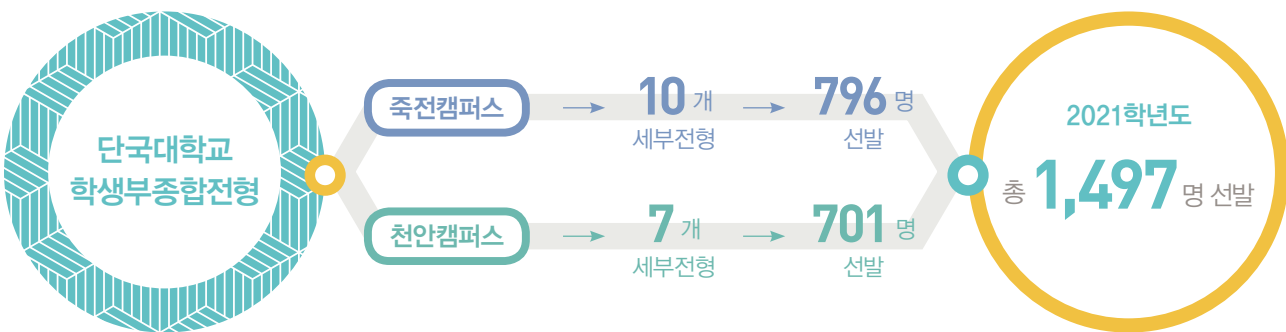 단국대학교
학생부종합전형
죽전캠퍼스 → 10 개 → 796 명
세부전형 선발
천안캠퍼스 → 7 개 → 701 명
세부전형 선발
2021학년도
총 1,497 명 선발